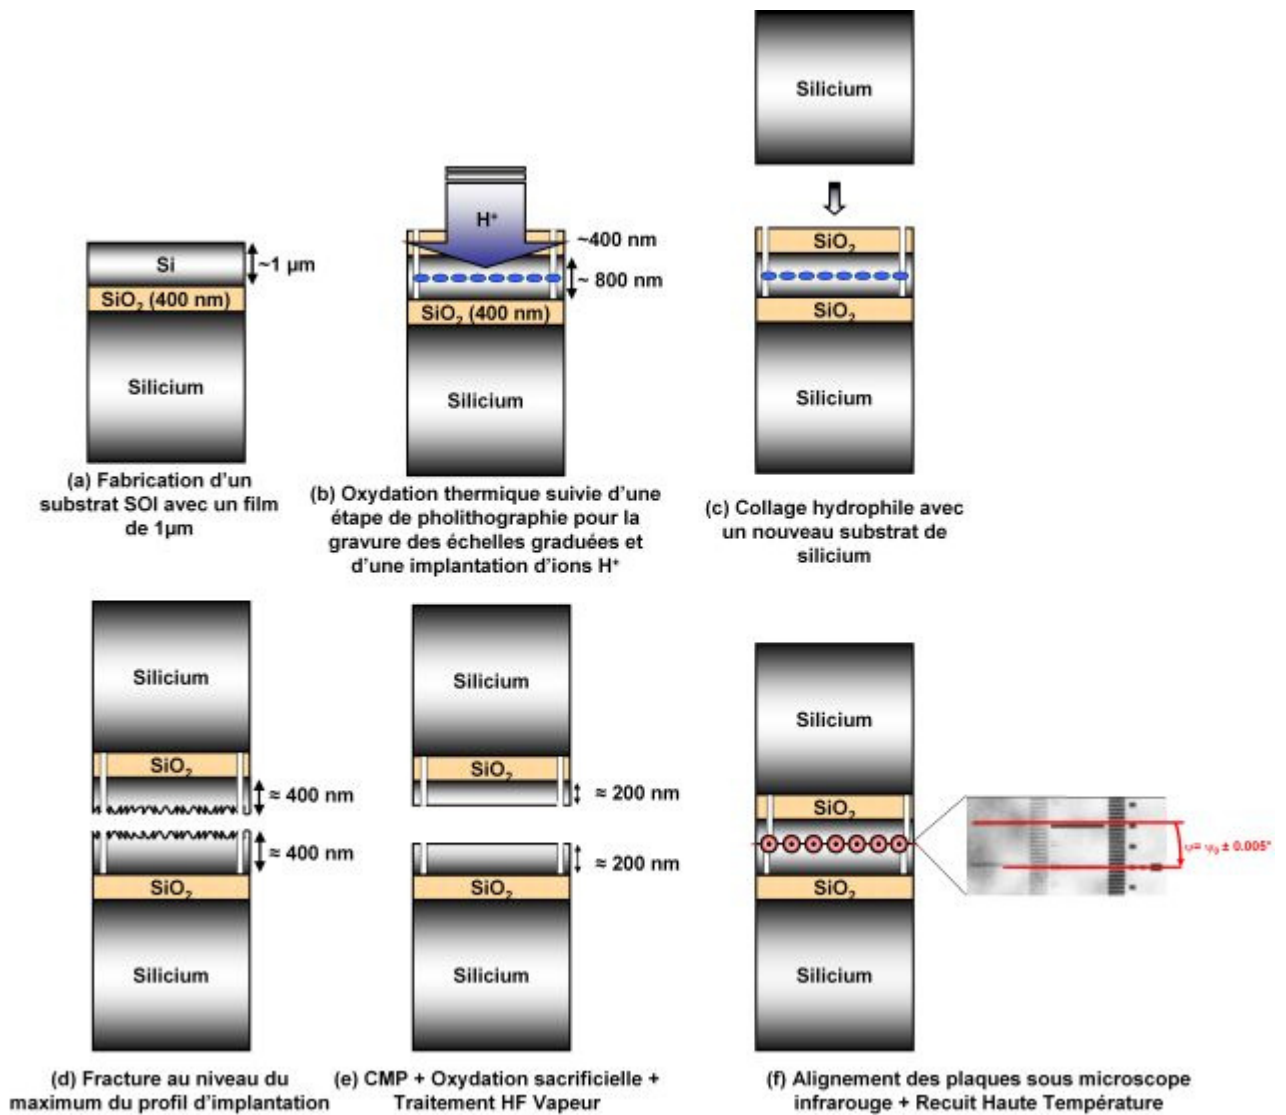 Silicium
H⁺
~400 nm
~ 800 nm
SiO₂ (400 nm)
Silicium
Si
~1 µm
SiO₂ (400 nm)
Silicium
SiO₂
SiO₂
Silicium
(a) Fabrication d'un
substrat SOI avec un film
de 1µm
(b) Oxydation thermique suivie d'une
étape de pholithographie pour la
gravure des échelles graduées et
d'une implantation d'ions H⁺
(c) Collage hydrophile avec
un nouveau substrat de
silicium
Silicium
SiO₂
≈ 400 nm
≈ 400 nm
SiO₂
Silicium
Silicium
SiO₂
≈ 200 nm
≈ 200 nm
SiO₂
Silicium
Silicium
SiO₂
SiO₂
Silicium
ψ= ψ₀ ± 0.005°
(d) Fracture au niveau du
maximum du profil d'implantation
(e) CMP + Oxydation sacrificielle +
Traitement HF Vapeur
(f) Alignement des plaques sous microscope
infrarouge + Recuit Haute Température